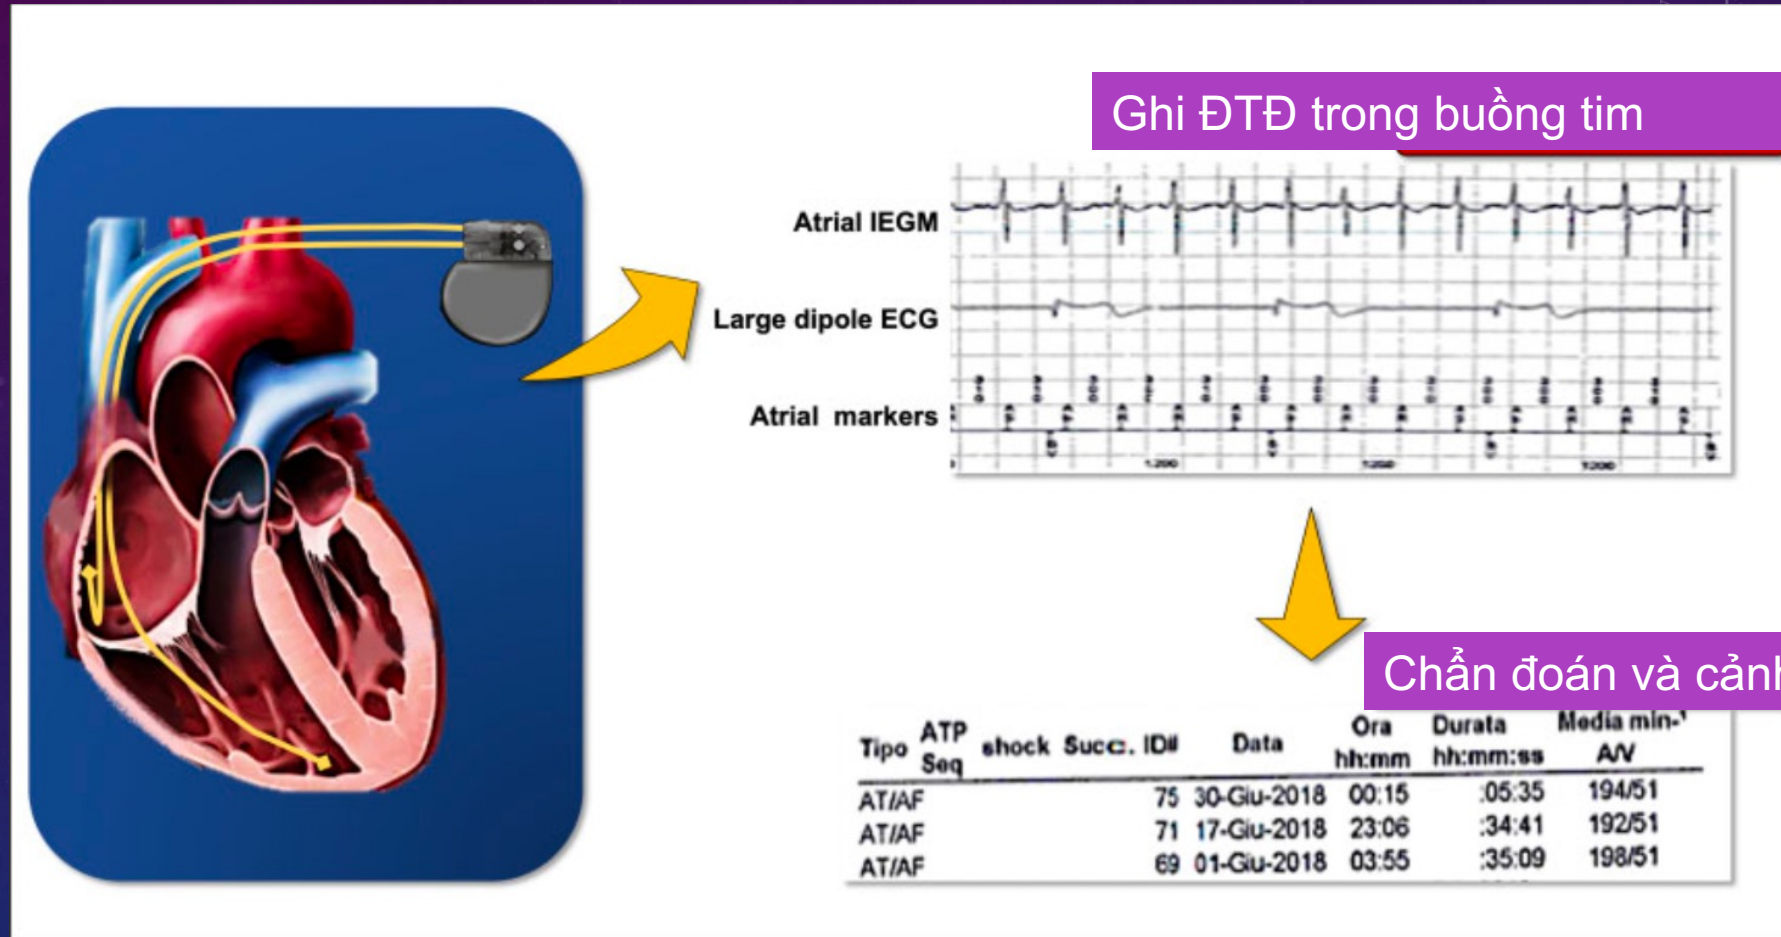 Ghi ĐTĐ trong buồng tim
Atrial IEGM
Large dipole ECG
Atrial markers
1200
1200
1200
Chẩn đoán và cảnh
Tipo ATP Seq shock Succ. ID# Data Ora hh:mm Durata hh:mm:ss Media min-¹ A/V
AT/AF 75 30-Giu-2018 00:15 :05:35 194/51
AT/AF 71 17-Giu-2018 23:06 :34:41 192/51
AT/AF 69 01-Giu-2018 03:55 :35:09 198/51